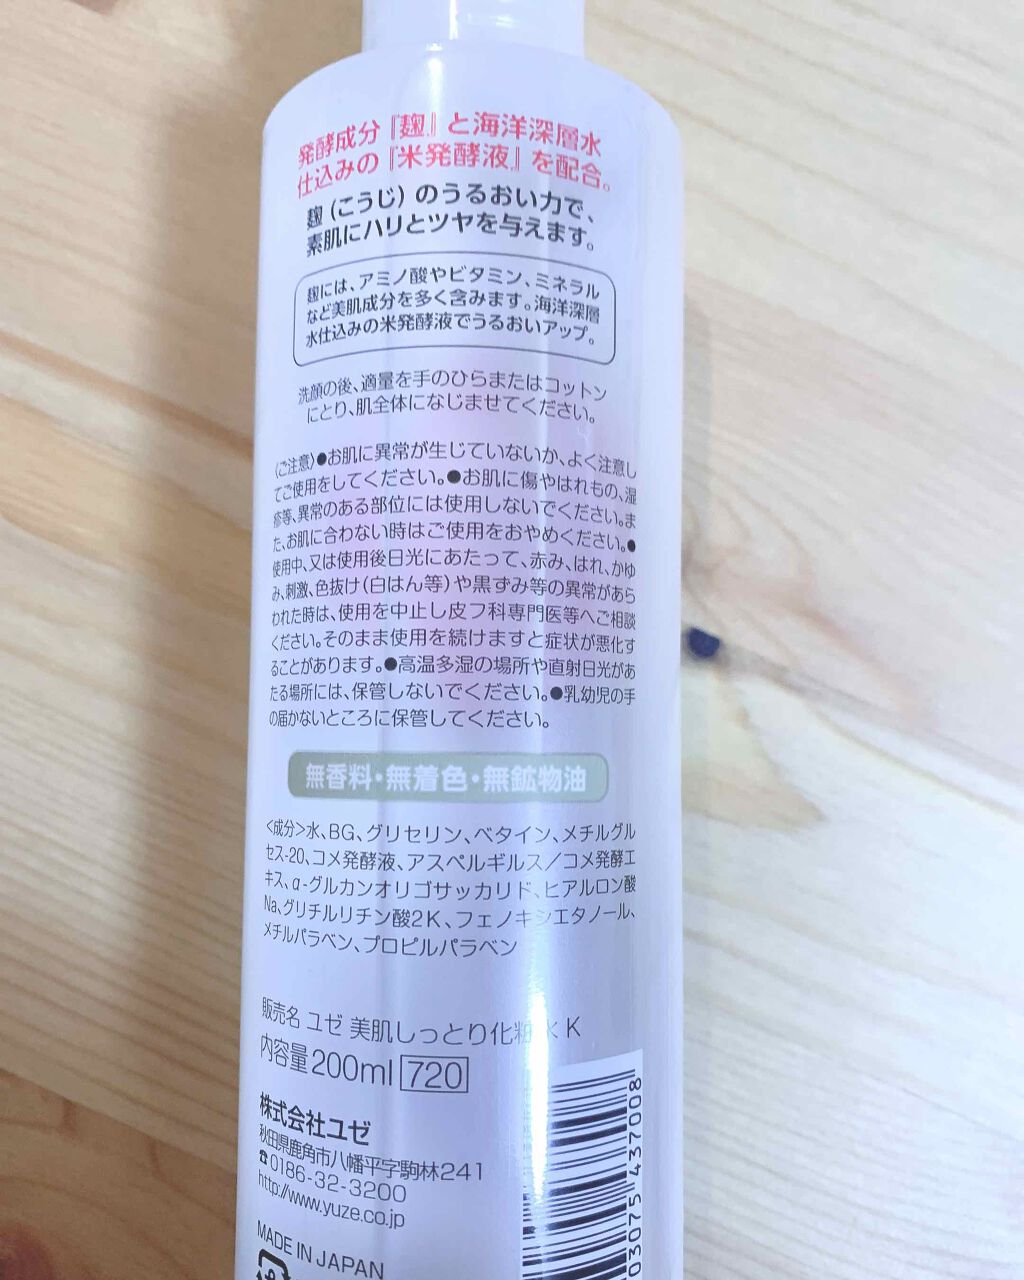 発酵成分『麹』と海洋深層水
仕込みの『米発酵液』を配合。
麹(こうじ)のうるおい力で、
素肌にハリとツヤを与えます。
麹には、アミノ酸やビタミン、ミネラル
など美肌成分を多く含みます。海洋深層
水仕込みの米発酵液でうるおいアップ。
洗顔の後、適量を手のひらまたはコットン
にとり、肌全体になじませてください。
〈ご注意〉●お肌に異常が生じていないか、よく注意し
てご使用をしてください。●お肌に傷やはれもの、湿
疹等、異常のある部位には使用しないでください。ま
た、お肌に合わない時はご使用をおやめください。●
使用中、又は使用後日光にあたって、赤み、はれ、かゆ
み、刺激、色抜け(白はん等)や黒ずみ等の異常があら
われた時は、使用を中止し皮フ科専門医等へご相談
ください。そのまま使用を続けますと症状が悪化す
ることがあります。●高温多湿の場所や直射日光があ
たる場所には、保管しないでください。●乳幼児の手
の届かないところに保管してください。
無香料・無着色・無鉱物油
<成分>水、BG、グリセリン、ベタイン、メチルグル
セス-20、コメ発酵液、アスペルギルス/コメ発酵エ
キス、α-グルカンオリゴサッカリド、ヒアルロン酸
Na、グリチルリチン酸2K、フェノキシエタノール、
メチルパラベン、プロピルパラベン
販売名 ユゼ 美肌しっとり化粧水 K
内容量 200ml 720
株式会社ユゼ
秋田県鹿角市八幡平字駒林241
☎0186-32-3200
http://www.yuze.co.jp
MADE IN JAPAN
03075 437008